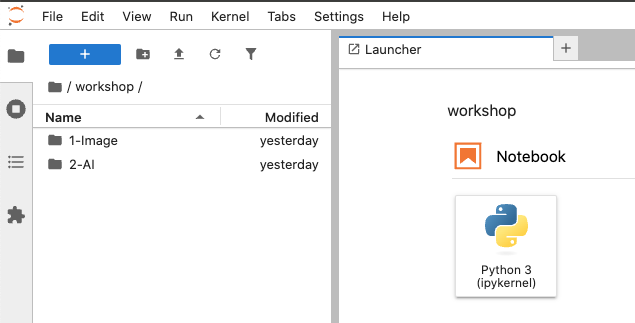 File Edit View Run Kernel Tabs Settings Help
+
Launcher
+
/ workshop /
Name Modified
1-Image yesterday
2-AI yesterday
workshop
Notebook
Python 3
(ipykernel)